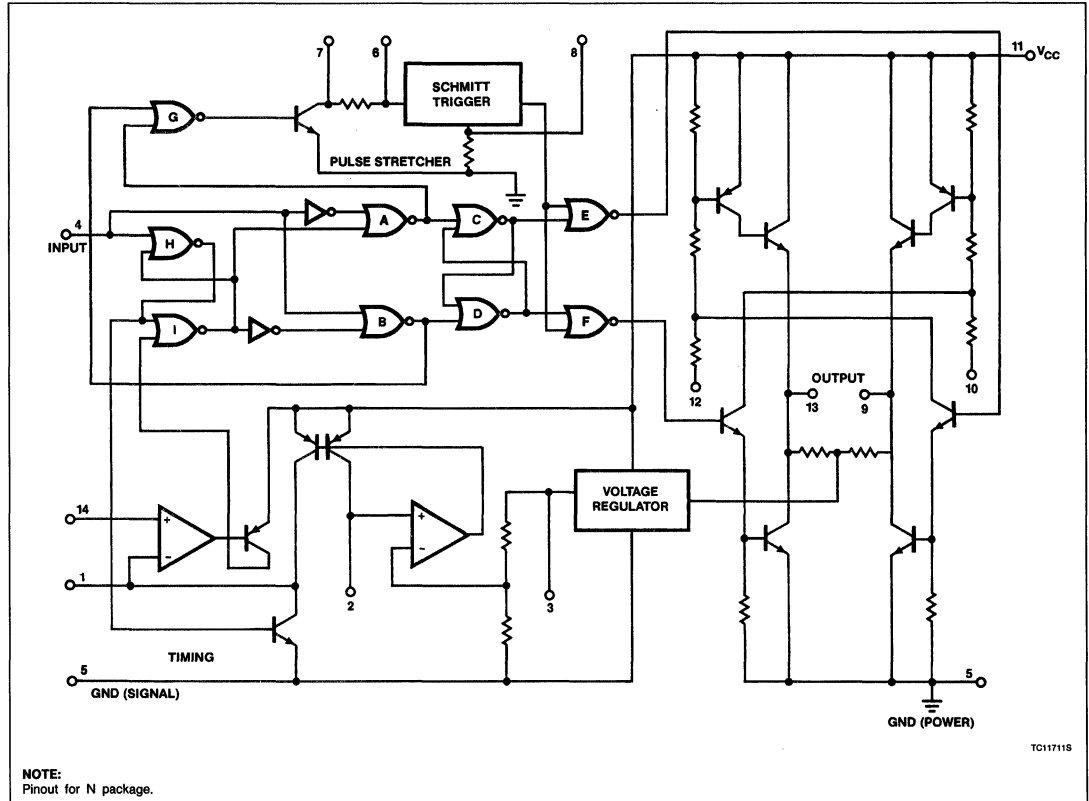 7
6
8
11 VCC
SCHMITT
TRIGGER
G
PULSE STRETCHER
4
INPUT
H
A
C
E
I
B
D
F
OUTPUT
12
13
9
10
VOLTAGE
REGULATOR
14
+
-
+
-
1
2
3
TIMING
5
GND (SIGNAL)
5
GND (POWER)
TC11711S
NOTE:
Pinout for N package.